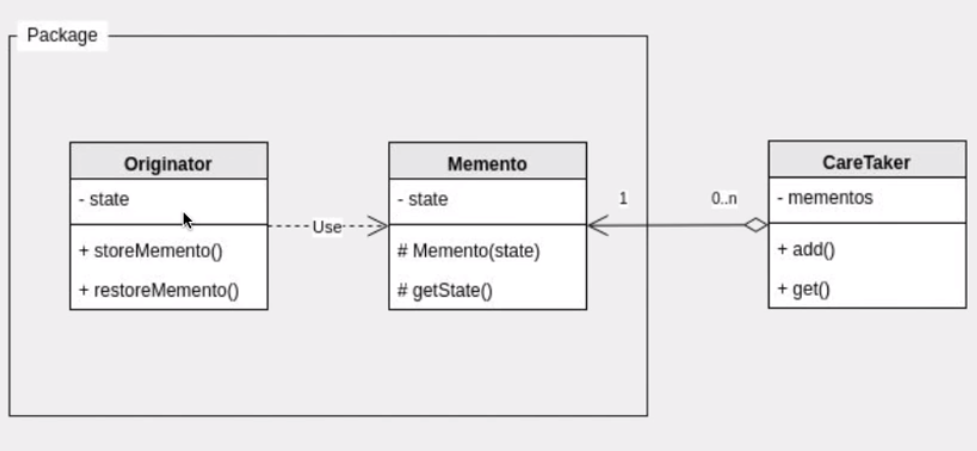 Package
Originator
- state
+ storeMemento()
+ restoreMemento()
Use
Memento
- state
# Memento(state)
# getState()
1
0..n
CareTaker
- mementos
+ add()
+ get()